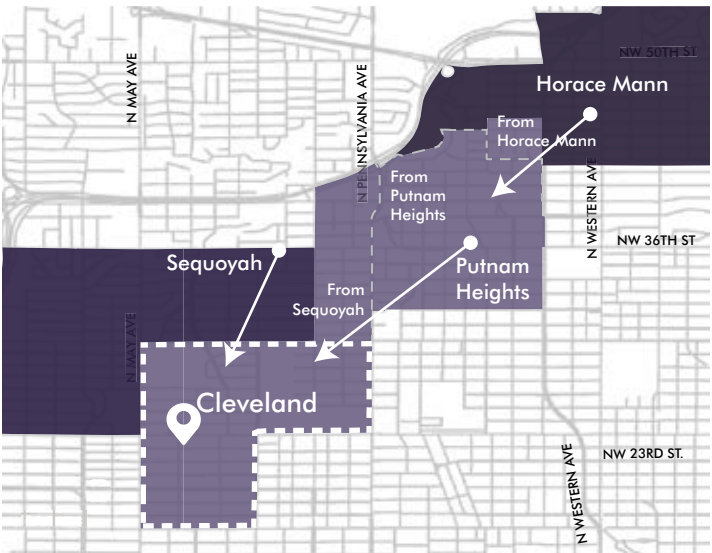 NW 50TH ST
N MAY AVE
N PENNSYLVANIA AVE
Horace Mann
From
Horace Mann
From
Putnam
Heights
N WESTERN AVE
NW 36TH ST
Sequoyah
Putnam
Heights
From
Sequoyah
N MAY AVE
Cleveland
NW 23RD ST.
N WESTERN AVE